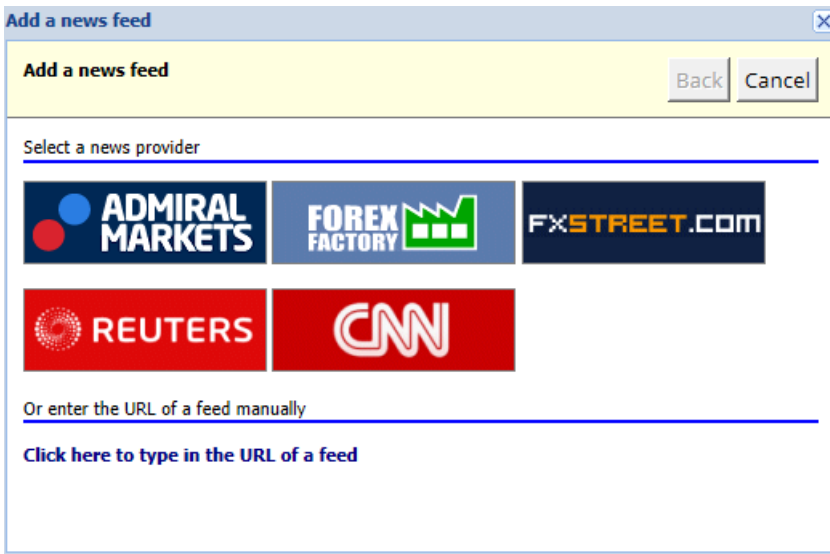 Add a news feed
Add a news feed
Back
Cancel
Select a news provider
ADMIRAL
MARKETS
FOREX
FACTORY
FXSTREET.COM
REUTERS
CNN
Or enter the URL of a feed manually
Click here to type in the URL of a feed